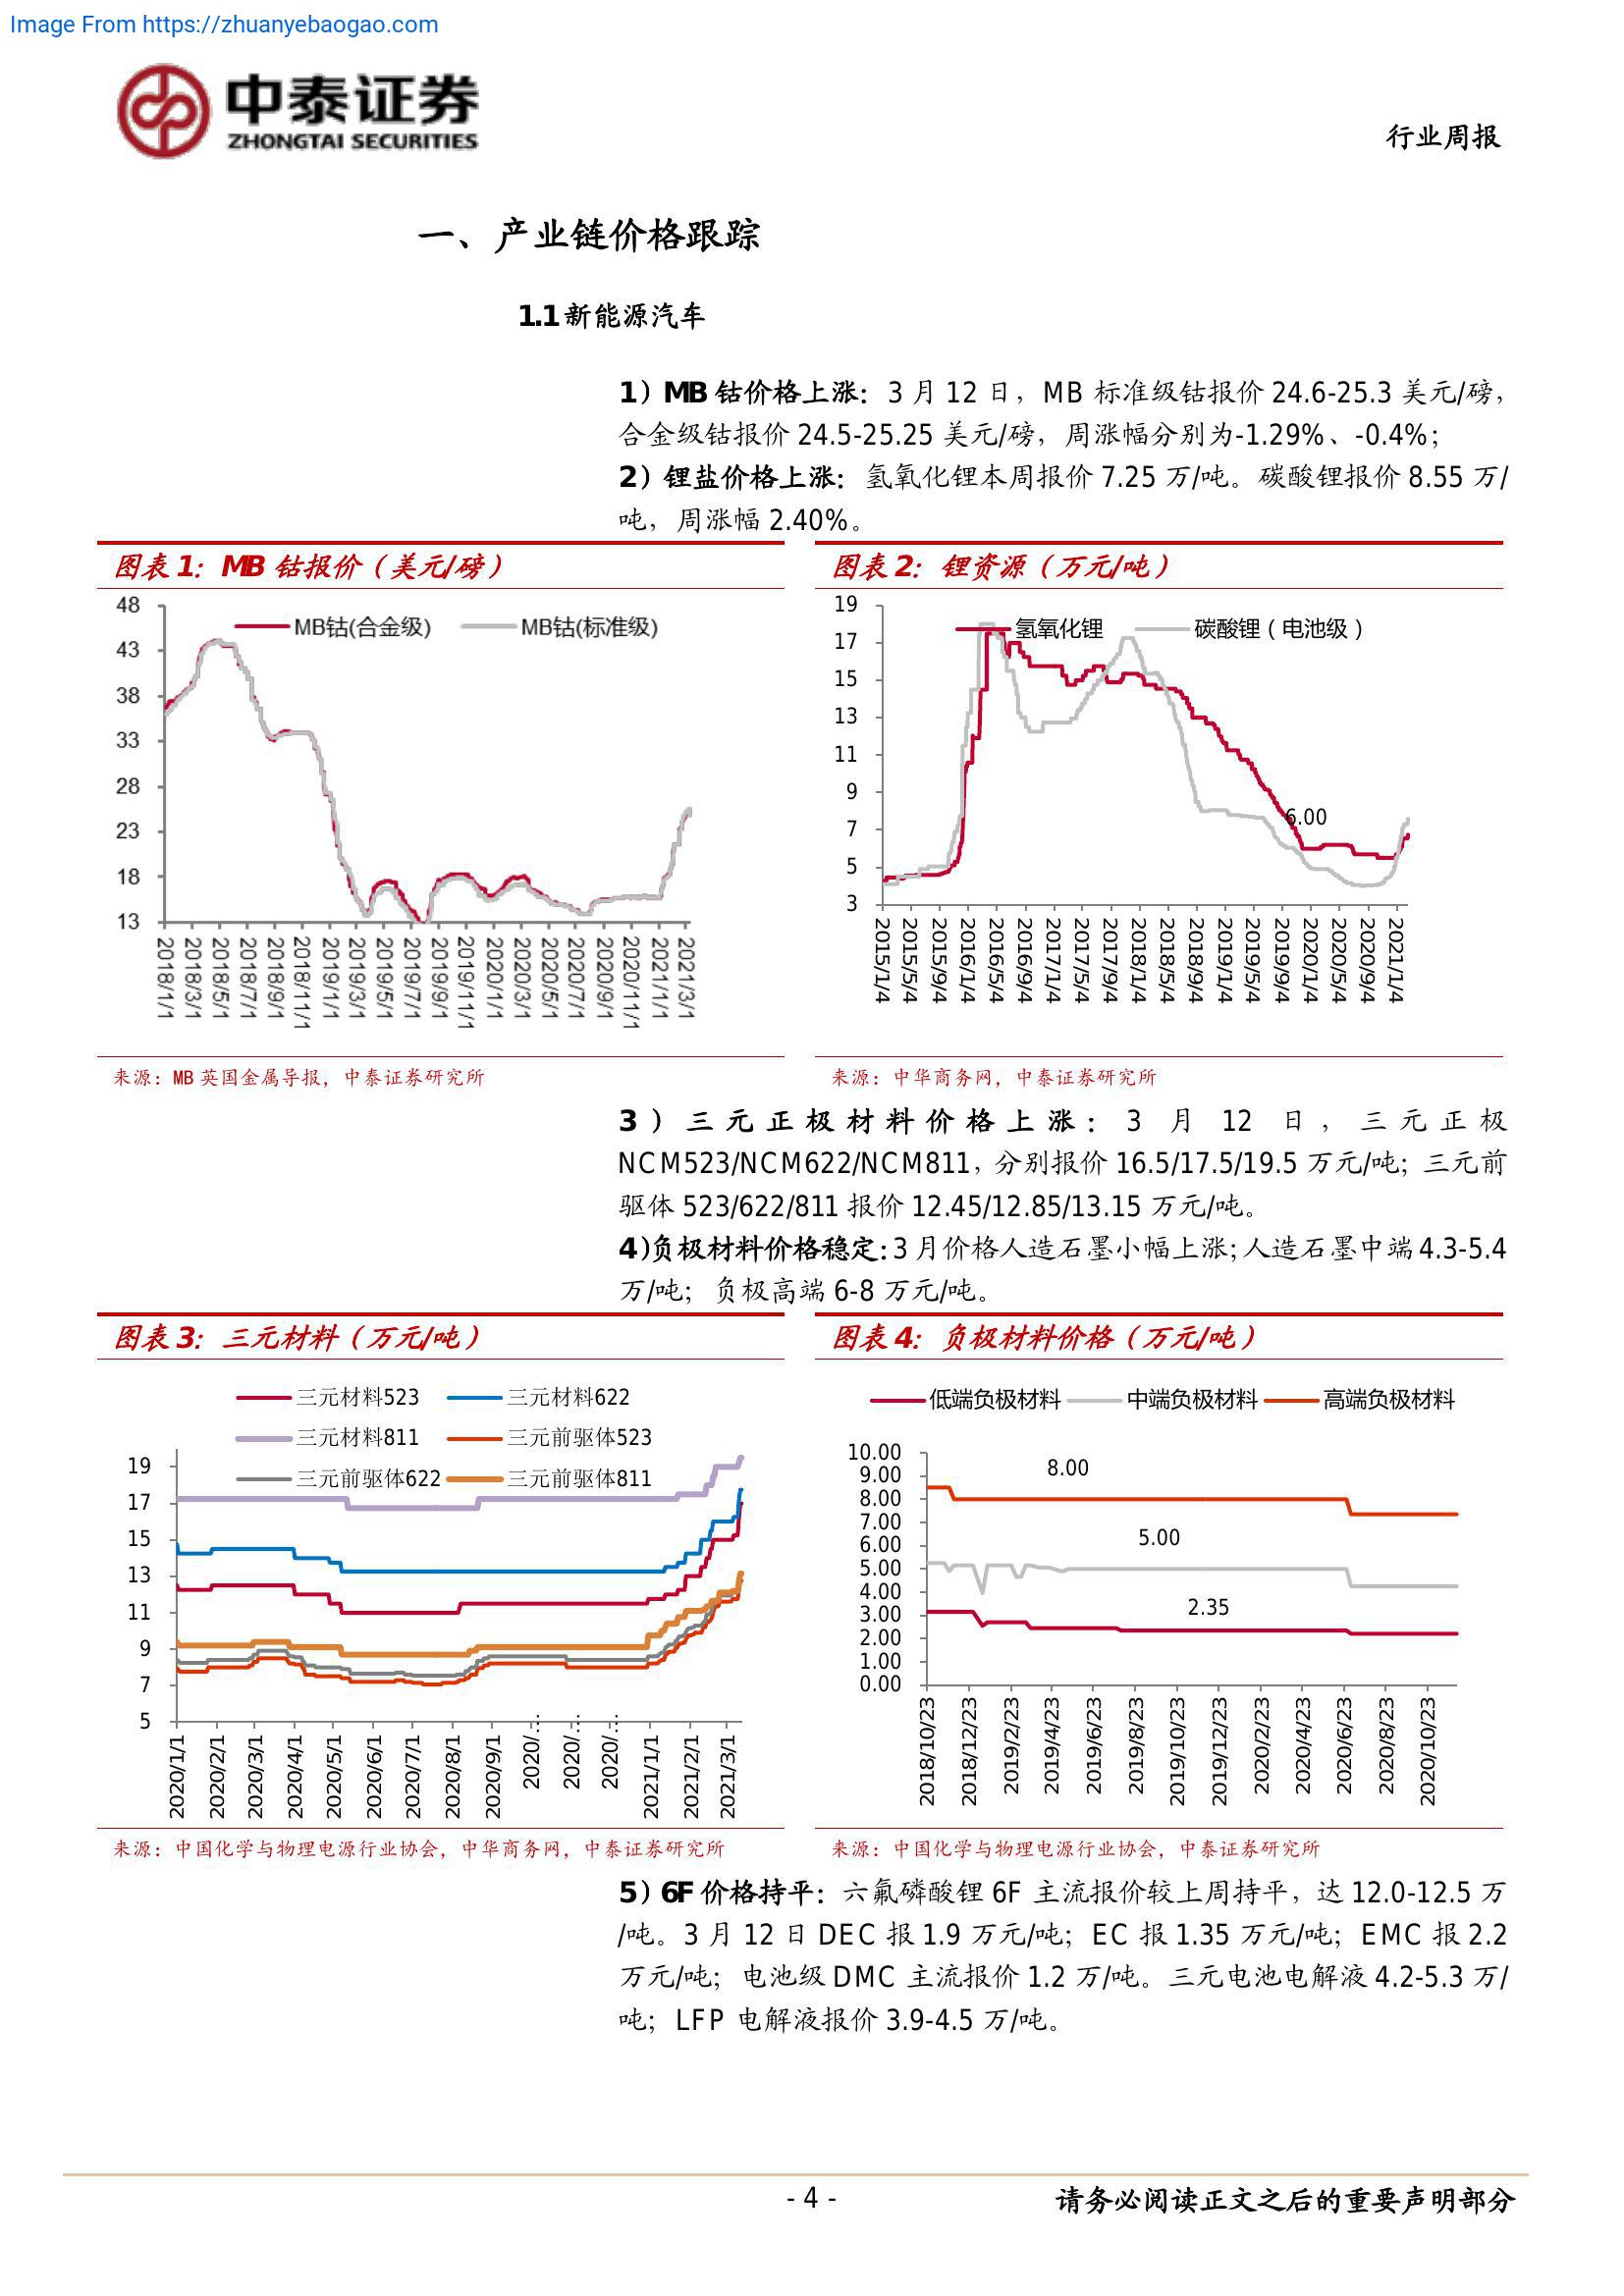 Image From https://zhuanyebaogao.com
中泰证券
ZHONGTAI SECURITIES
行业周报
一、产业链价格跟踪
1.1 新能源汽车
1）MB 钴价格上涨：3 月 12 日，MB 标准级钴报价 24.6-25.3 美元/磅，
合金级钴报价 24.5-25.25 美元/磅，周涨幅分别为-1.29%、-0.4%；
2）锂盐价格上涨：氢氧化锂本周报价 7.25 万/吨。碳酸锂报价 8.55 万/
吨，周涨幅 2.40%。
图表 1：MB 钴报价（美元/磅）
MB钴(合金级) MB钴(标准级)
48
43
38
33
28
23
18
13
2018/1/1 2018/3/1 2018/5/1 2018/7/1 2018/9/1 2018/11/1 2019/1/1 2019/3/1 2019/5/1 2019/7/1 2019/9/1 2019/11/1 2020/1/1 2020/3/1 2020/5/1 2020/7/1 2020/9/1 2020/11/1 2021/1/1 2021/3/1
来源：MB 英国金属导报，中泰证券研究所
图表 2：锂资源（万元/吨）
氢氧化锂 碳酸锂（电池级）
19
17
15
13
11
9
7
5
3
6.00
2015/1/4 2015/5/4 2015/9/4 2016/1/4 2016/5/4 2016/9/4 2017/1/4 2017/5/4 2017/9/4 2018/1/4 2018/5/4 2018/9/4 2019/1/4 2019/5/4 2019/9/4 2020/1/4 2020/5/4 2020/9/4 2021/1/4
来源：中华商务网，中泰证券研究所
3）三元正极材料价格上涨：3 月 12 日，三元正极
NCM523/NCM622/NCM811，分别报价 16.5/17.5/19.5 万元/吨；三元前
驱体 523/622/811 报价 12.45/12.85/13.15 万元/吨。
4)负极材料价格稳定：3 月价格人造石墨小幅上涨；人造石墨中端 4.3-5.4
万/吨；负极高端 6-8 万元/吨。
图表 3：三元材料（万元/吨）
三元材料523 三元材料622
三元材料811 三元前驱体523
三元前驱体622 三元前驱体811
19
17
15
13
11
9
7
5
2020/1/1 2020/2/1 2020/3/1 2020/4/1 2020/5/1 2020/6/1 2020/7/1 2020/8/1 2020/9/1 2020/… 2020/… 2020/… 2021/1/1 2021/2/1 2021/3/1
来源：中国化学与物理电源行业协会，中华商务网，中泰证券研究所
图表 4：负极材料价格（万元/吨）
低端负极材料 中端负极材料 高端负极材料
10.00
9.00
8.00
7.00
6.00
5.00
4.00
3.00
2.00
1.00
0.00
8.00
5.00
2.35
2018/10/23 2018/12/23 2019/2/23 2019/4/23 2019/6/23 2019/8/23 2019/10/23 2019/12/23 2020/2/23 2020/4/23 2020/6/23 2020/8/23 2020/10/23
来源：中国化学与物理电源行业协会，中泰证券研究所
5）6F 价格持平：六氟磷酸锂 6F 主流报价较上周持平，达 12.0-12.5 万
/吨。3 月 12 日 DEC 报 1.9 万元/吨；EC 报 1.35 万元/吨；EMC 报 2.2
万元/吨；电池级 DMC 主流报价 1.2 万/吨。三元电池电解液 4.2-5.3 万/
吨；LFP 电解液报价 3.9-4.5 万/吨。
- 4 -
请务必阅读正文之后的重要声明部分